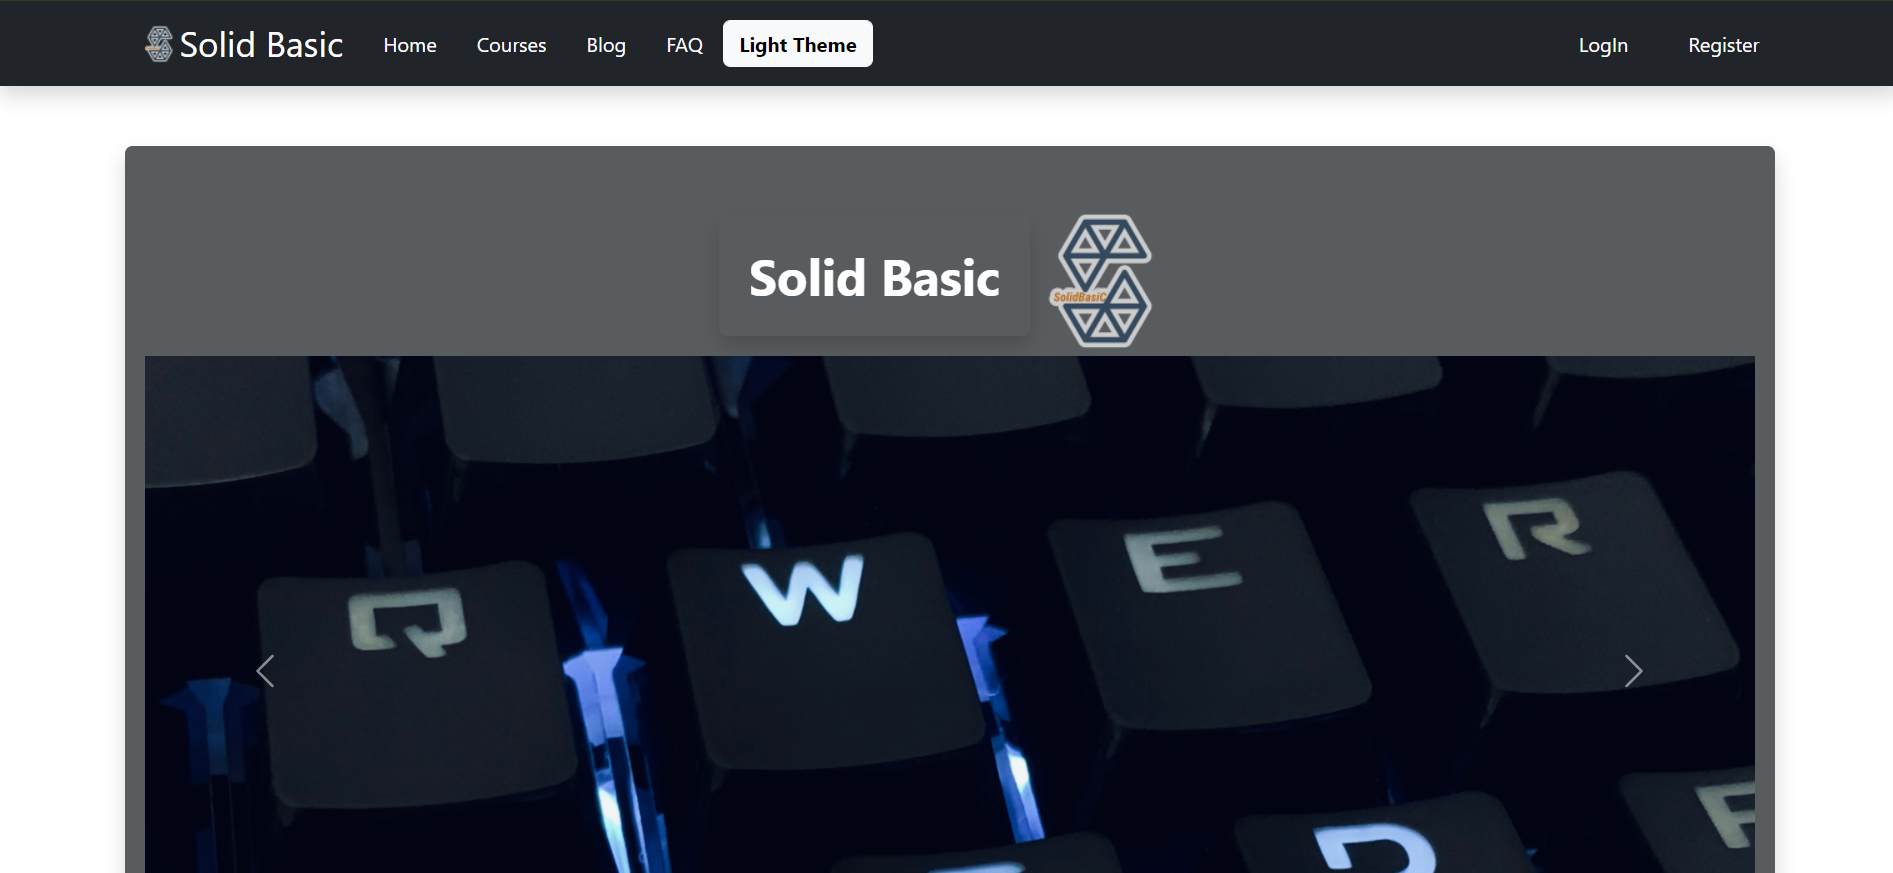 Solid Basic Home Courses Blog FAQ Light Theme LogIn Register
Solid Basic
SolidBasiC
Q W E R
D F